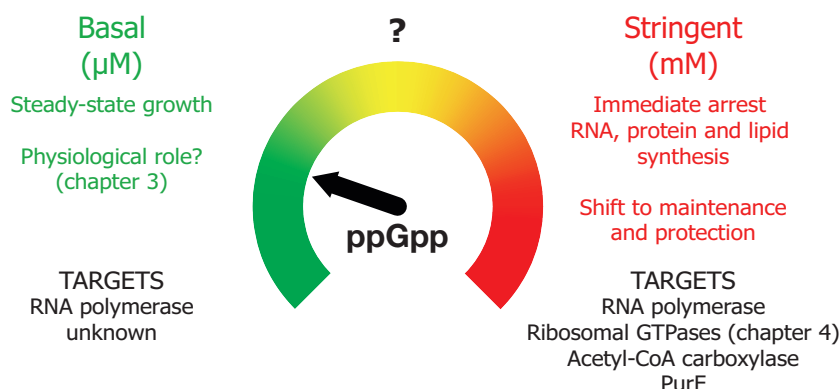 Basal
(µM)
Steady-state growth
Physiological role?
(chapter 3)
TARGETS
RNA polymerase
unknown
?
ppGpp
Stringent
(mM)
Immediate arrest
RNA, protein and lipid
synthesis
Shift to maintenance
and protection
TARGETS
RNA polymerase
Ribosomal GTPases (chapter 4)
Acetyl-CoA carboxylase